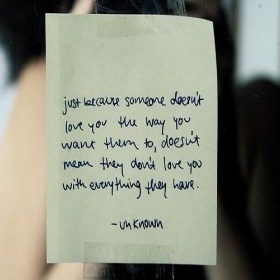 just because someone doesn't
love you the way you
want them to, doesn't
mean they don't love you
with everything they have.
-unknown